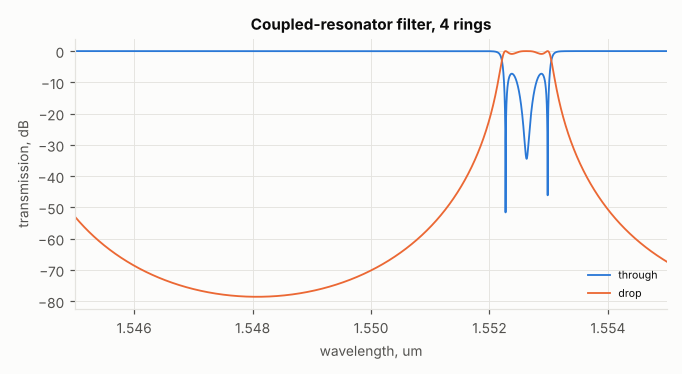 Coupled-resonator filter, 4 rings
transmission, dB
0
−10
−20
−30
−40
−50
−60
−70
−80
through
drop
1.546 1.548 1.550 1.552 1.554
wavelength, um